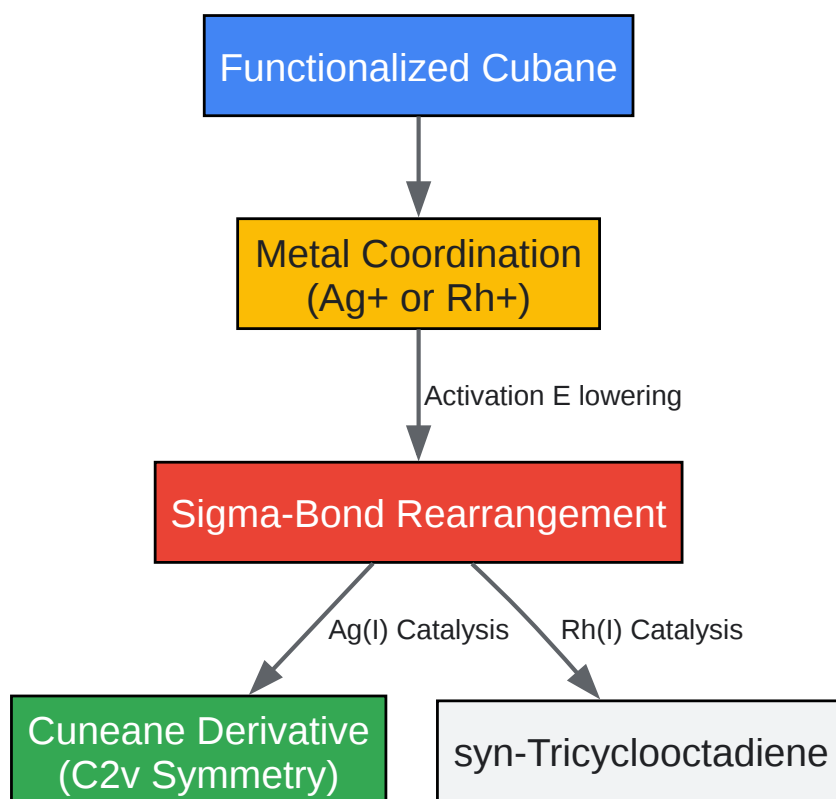 Functionalized Cubane
Metal Coordination
(Ag+ or Rh+)
Activation E lowering
Sigma-Bond Rearrangement
Ag(I) Catalysis
Rh(I) Catalysis
Cuneane Derivative
(C2v Symmetry)
syn-Tricyclooctadiene